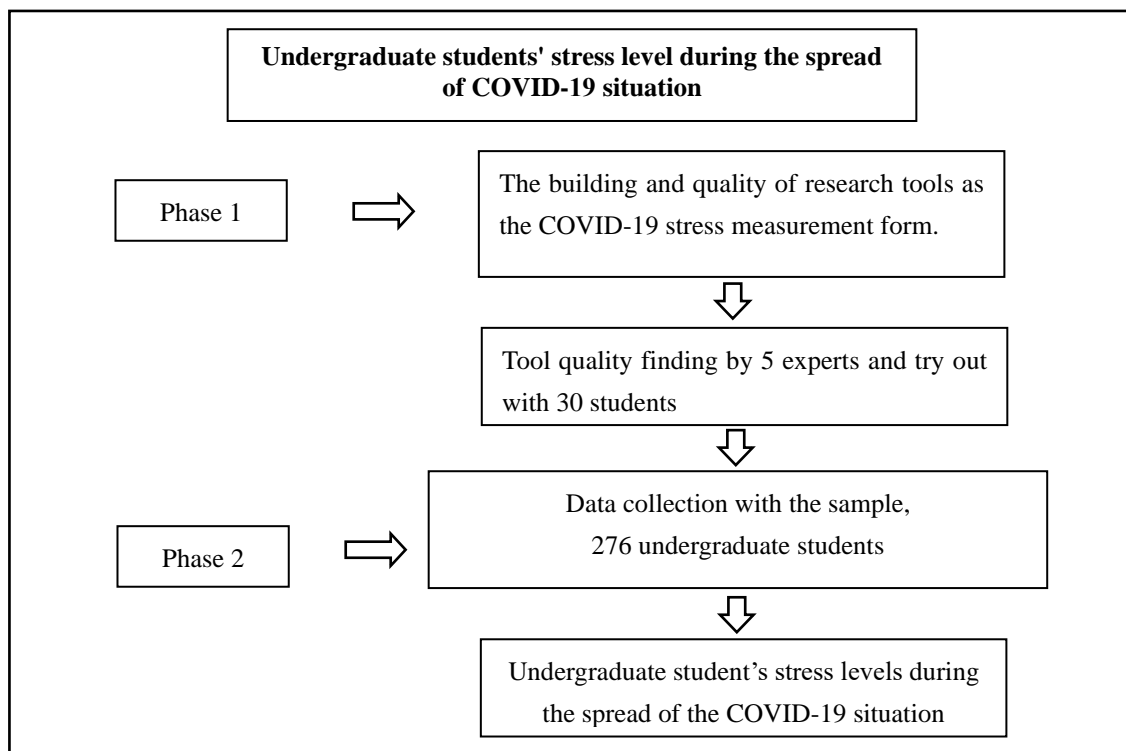 Undergraduate students' stress level during the spread
of COVID-19 situation
Phase 1
The building and quality of research tools as
the COVID-19 stress measurement form.
Tool quality finding by 5 experts and try out
with 30 students
Phase 2
Data collection with the sample,
276 undergraduate students
Undergraduate student’s stress levels during
the spread of the COVID-19 situation